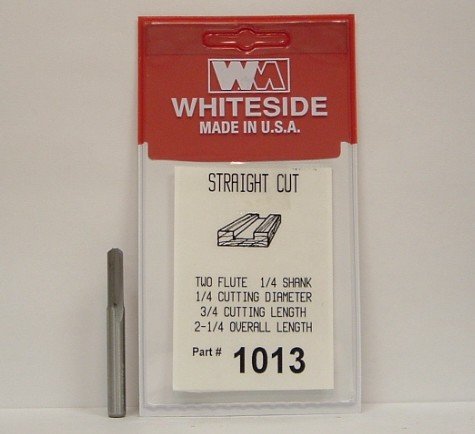 WM
WHITESIDE
MADE IN U.S.A.
STRAIGHT CUT
TWO FLUTE 1/4 SHANK
1/4 CUTTING DIAMETER
3/4 CUTTING LENGTH
2-1/4 OVERALL LENGTH
Part # 1013